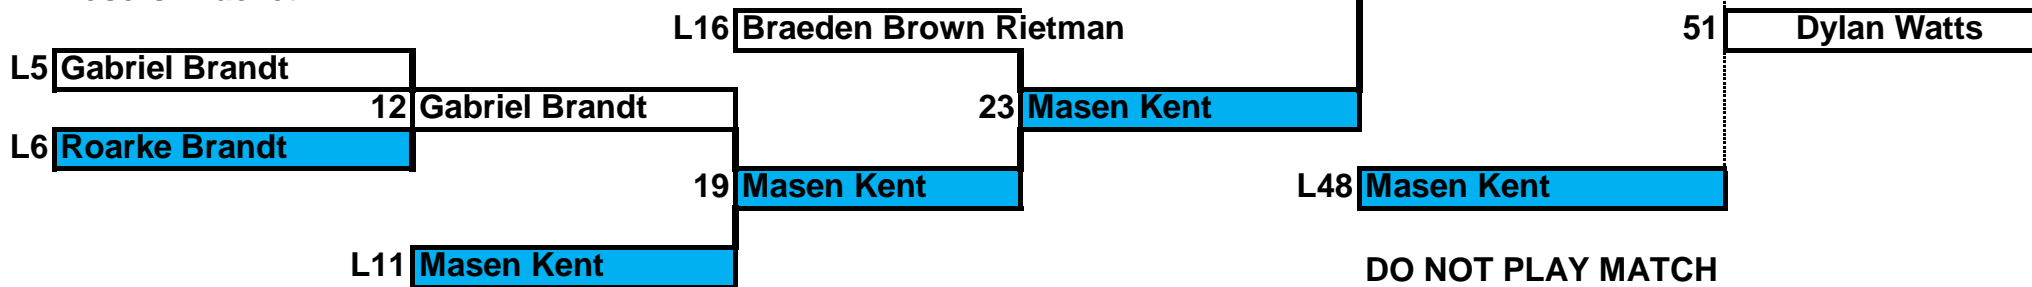 L16 Braeden Brown Rietman
51 Dylan Watts
L5 Gabriel Brandt
12 Gabriel Brandt
23 Masen Kent
L6 Roarke Brandt
19 Masen Kent
L48 Masen Kent
L11 Masen Kent
DO NOT PLAY MATCH